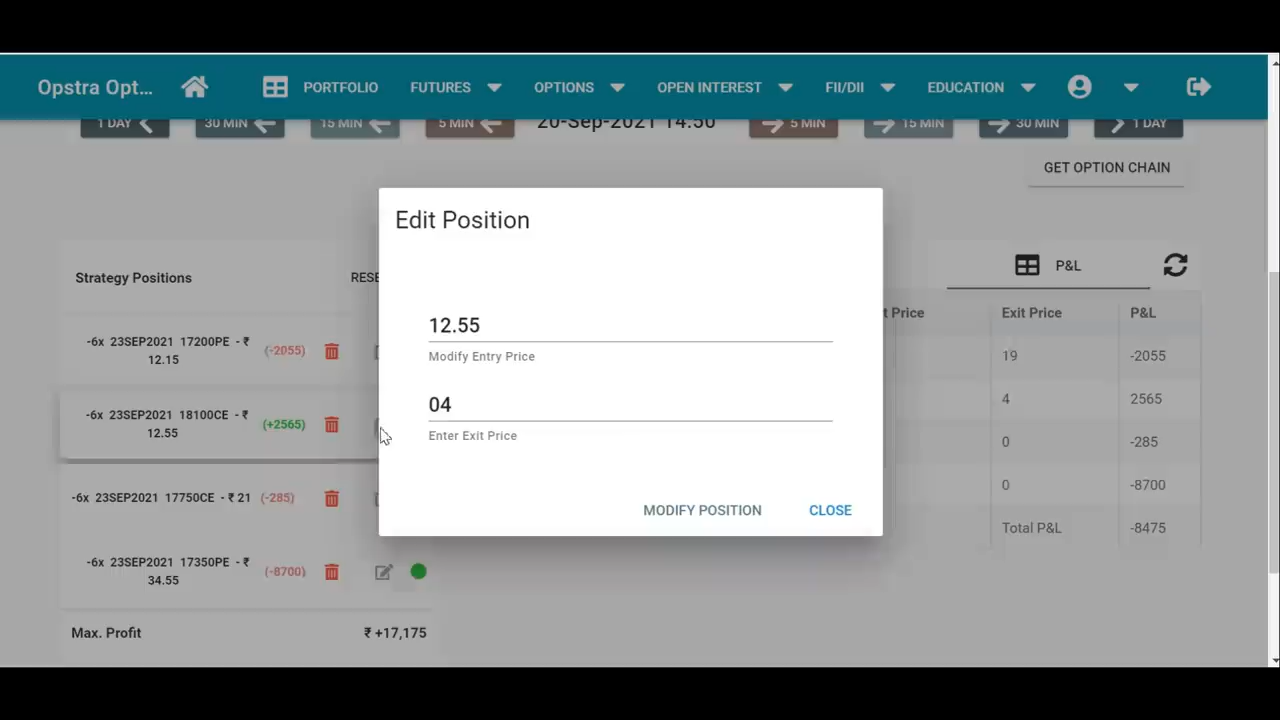 Opstra Opt... PORTFOLIO FUTURES OPTIONS OPEN INTEREST FII/DII EDUCATION
1 DAY 30 MIN 15 MIN 5 MIN 20-Sep-2021 14:50 5 MIN 15 MIN 30 MIN 1 DAY
GET OPTION CHAIN
Edit Position
Strategy Positions RESE
P&L
12.55
Modify Entry Price
04
Enter Exit Price
MODIFY POSITION CLOSE
-6x 23SEP2021 17200PE - ₹
12.15 (-2055)
-6x 23SEP2021 18100CE - ₹
12.55 (+2565)
-6x 23SEP2021 17750CE - ₹ 21 (-285)
-6x 23SEP2021 17350PE - ₹
34.55 (-8700)
Max. Profit ₹ +17,175
t Price Exit Price P&L
19 -2055
4 2565
0 -285
0 -8700
Total P&L -8475